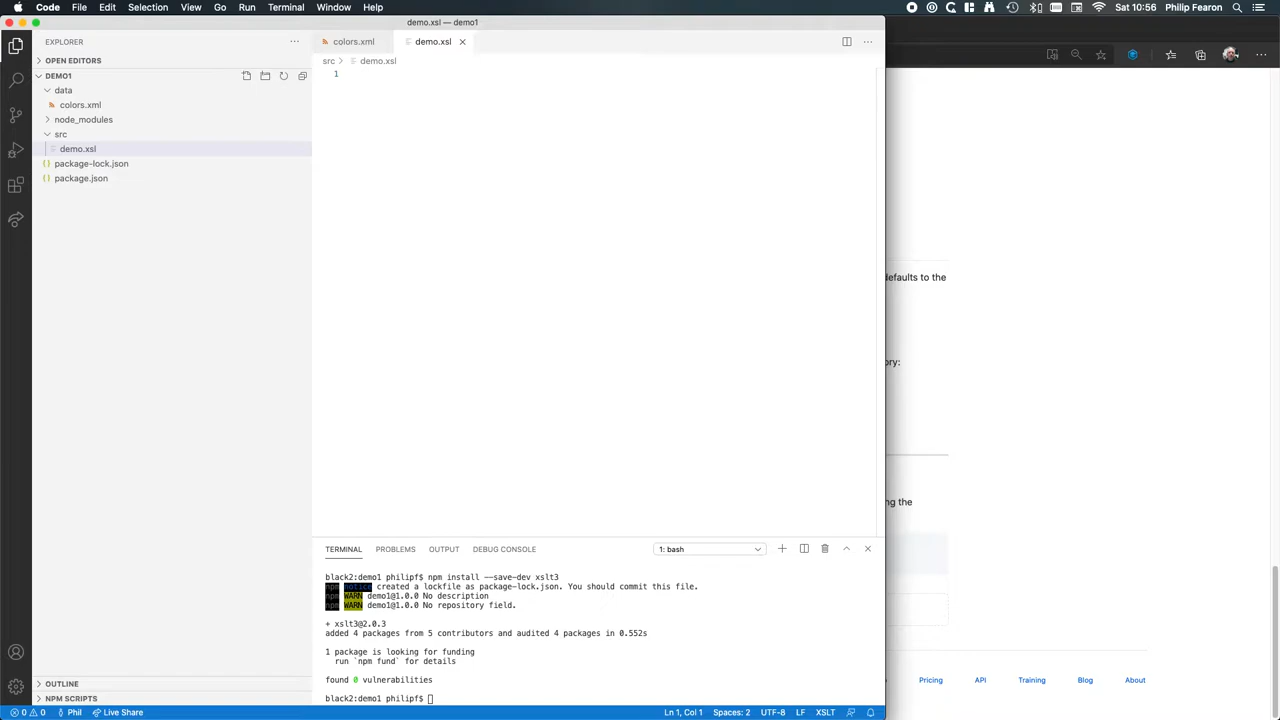 Code File Edit Selection View Go Run Terminal Window Help
Sat 10:56 Philip Fearon
demo.xsl — demo1
EXPLORER
OPEN EDITORS
DEMO1
data
colors.xml
node_modules
src
demo.xsl
package-lock.json
package.json
OUTLINE
NPM SCRIPTS
colors.xml
demo.xsl
src > demo.xsl
1
TERMINAL PROBLEMS OUTPUT DEBUG CONSOLE
1: bash
black2:demo1 philipf$ npm install --save-dev xslt3
npm notice created a lockfile as package-lock.json. You should commit this file.
npm WARN demo1@1.0.0 No description
npm WARN demo1@1.0.0 No repository field.
+ xslt3@2.0.3
added 4 packages from 5 contributors and audited 4 packages in 0.552s
1 package is looking for funding
run `npm fund` for details
found 0 vulnerabilities
black2:demo1 philipf$
defaults to the
ory:
ng the
Pricing API Training Blog About
0 0 Phil Live Share
Ln 1, Col 1 Spaces: 2 UTF-8 LF XSLT